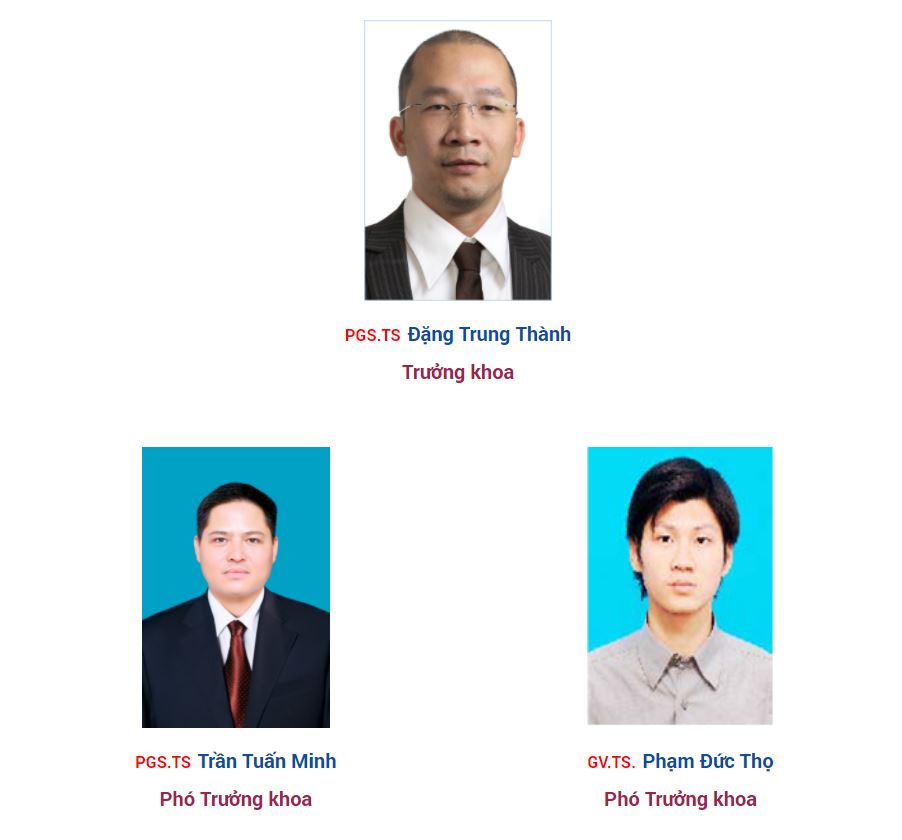 PGS.TS Đặng Trung Thành
Trưởng khoa
PGS.TS Trần Tuấn Minh
GV.TS. Phạm Đức Thọ
Phó Trưởng khoa
Phó Trưởng khoa